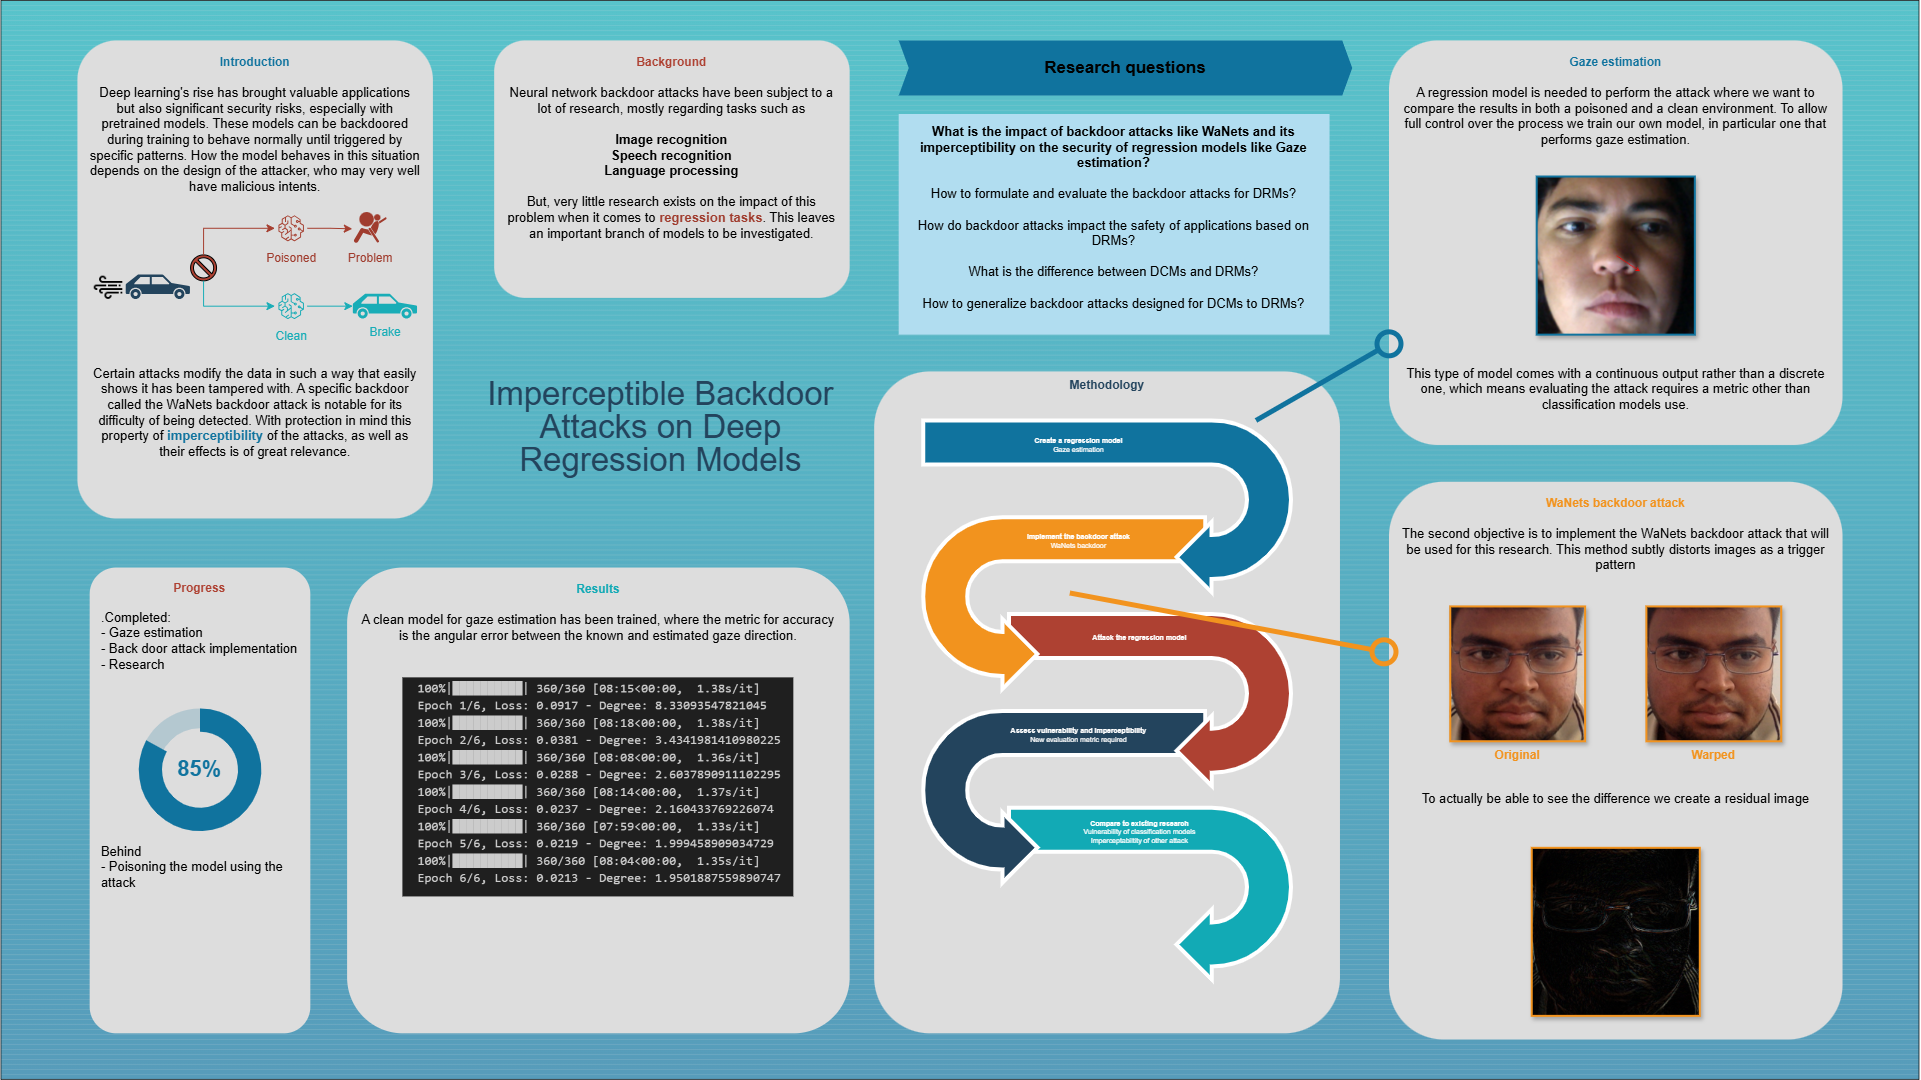 Introduction
Deep learning's rise has brought valuable applications
but also significant security risks, especially with
pretrained models. These models can be backdoored
during training to behave normally until triggered by
specific patterns. How the model behaves in this situation
depends on the design of the attacker, who may very well
have malicious intents.
Poisoned
Problem
Clean
Brake
Certain attacks modify the data in such a way that easily
shows it has been tampered with. A specific backdoor
called the WaNets backdoor attack is notable for its
difficulty of being detected. With protection in mind this
property of imperceptibility of the attacks, as well as
their effects is of great relevance.
Background
Neural network backdoor attacks have been subject to a
lot of research, mostly regarding tasks such as
Image recognition
Speech recognition
Language processing
But, very little research exists on the impact of this
problem when it comes to regression tasks. This leaves
an important branch of models to be investigated.
Imperceptible Backdoor
Attacks on Deep
Regression Models
Research questions
What is the impact of backdoor attacks like WaNets and its
imperceptibility on the security of regression models like Gaze
estimation?
How to formulate and evaluate the backdoor attacks for DRMs?
How do backdoor attacks impact the safety of applications based on
DRMs?
What is the difference between DCMs and DRMs?
How to generalize backdoor attacks designed for DCMs to DRMs?
Gaze estimation
A regression model is needed to perform the attack where we want to
compare the results in both a poisoned and a clean environment. To allow
full control over the process we train our own model, in particular one that
performs gaze estimation.
This type of model comes with a continuous output rather than a discrete
one, which means evaluating the attack requires a metric other than
classification models use.
Progress
.Completed:
- Gaze estimation
- Back door attack implementation
- Research
85%
Behind
- Poisoning the model using the
attack
Results
A clean model for gaze estimation has been trained, where the metric for accuracy
is the angular error between the known and estimated gaze direction.
100%|██████████| 360/360 [08:15<00:00, 1.38s/it]
Epoch 1/6, Loss: 0.0917 - Degree: 8.33093547821045
100%|██████████| 360/360 [08:18<00:00, 1.38s/it]
Epoch 2/6, Loss: 0.0381 - Degree: 3.4341981410980225
100%|██████████| 360/360 [08:08<00:00, 1.36s/it]
Epoch 3/6, Loss: 0.0288 - Degree: 2.6037890911102295
100%|██████████| 360/360 [08:14<00:00, 1.37s/it]
Epoch 4/6, Loss: 0.0237 - Degree: 2.160433769226074
100%|██████████| 360/360 [07:59<00:00, 1.33s/it]
Epoch 5/6, Loss: 0.0219 - Degree: 1.999458909034729
100%|██████████| 360/360 [08:04<00:00, 1.35s/it]
Epoch 6/6, Loss: 0.0213 - Degree: 1.9501887559890747
Methodology
Create a regression model
Gaze estimation
Implement the backdoor attack
WaNets backdoor
Attack the regression model
Assess vulnerability and imperceptibility
New evaluation metric required
Compare to existing research
Vulnerability of classification models
Imperceptability of other attack
WaNets backdoor attack
The second objective is to implement the WaNets backdoor attack that will
be used for this research. This method subtly distorts images as a trigger
pattern
Original
Warped
To actually be able to see the difference we create a residual image